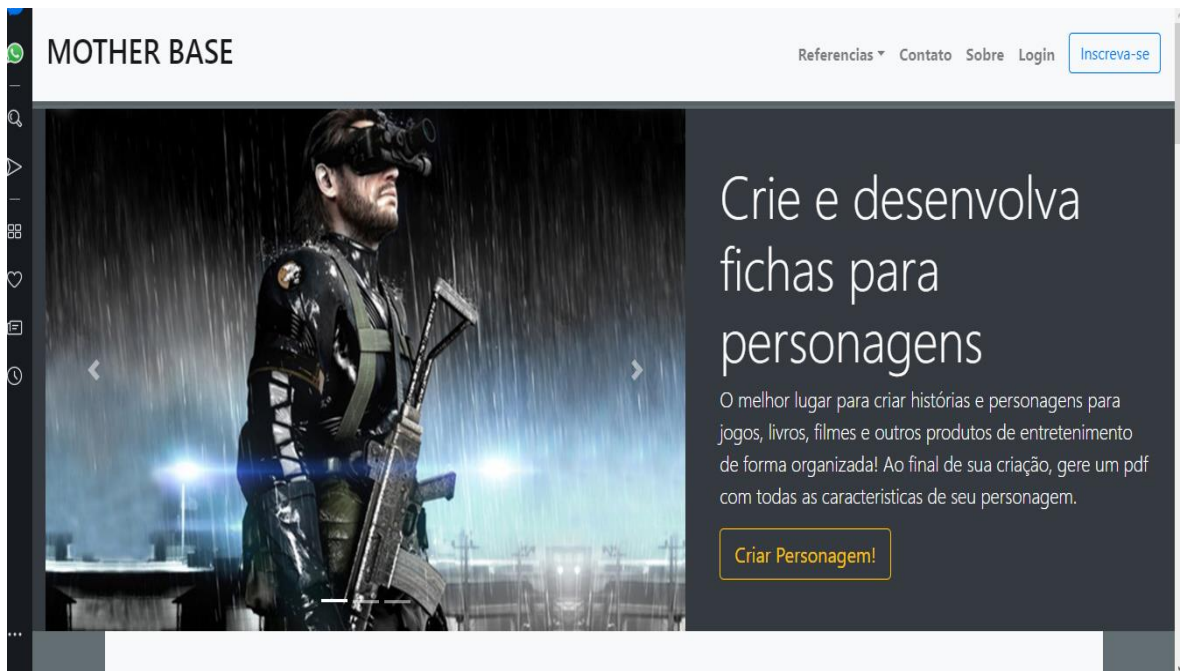 MOTHER BASE
Referencias Contato Sobre Login Inscreva-se
Crie e desenvolva
fichas para
personagens
O melhor lugar para criar histórias e personagens para
jogos, livros, filmes e outros produtos de entretenimento
de forma organizada! Ao final de sua criação, gere um pdf
com todas as caracteristicas de seu personagem.
Criar Personagem!